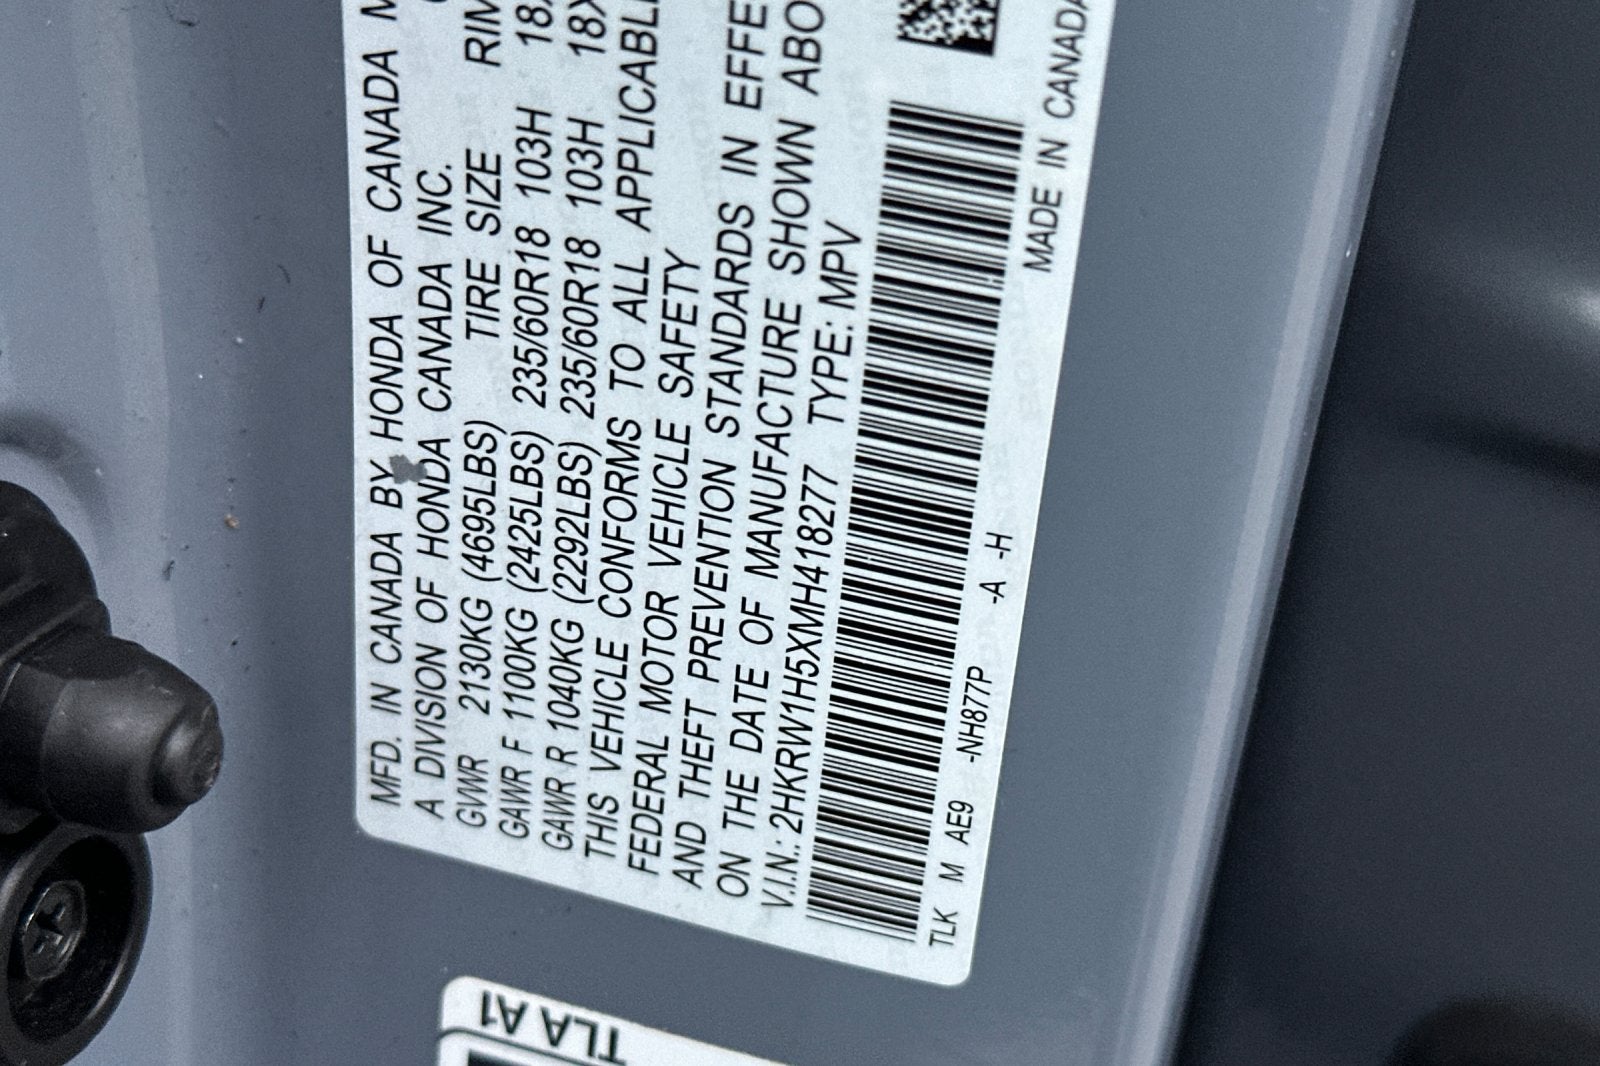 MFD. IN CANADA BY HONDA OF CANADA M
A DIVISION OF HONDA CANADA INC.
GVWR 2130KG (4695LBS) TIRE SIZE RIM
GAWR F 1100KG (2425LBS) 235/60R18 103H 18X
GAWR R 1040KG (2292LBS) 235/60R18 103H 18X
THIS VEHICLE CONFORMS TO ALL APPLICABLE
FEDERAL MOTOR VEHICLE SAFETY
AND THEFT PREVENTION STANDARDS IN EFFE
ON THE DATE OF MANUFACTURE SHOWN ABO
V.I.N.: 2HKRW1H5XMH418277 TYPE: MPV
TLK M AE9 -NH877P -A -H
MADE IN CANADA
TLA A1